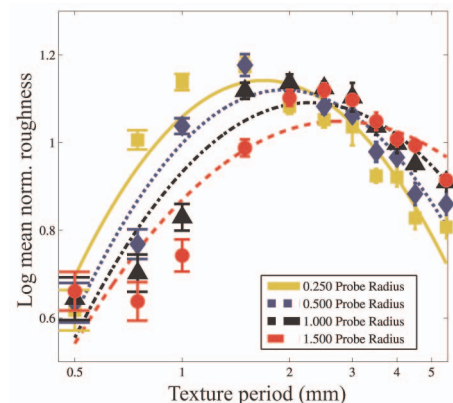 Log mean norm. roughness
1.2
1
0.8
0.6
0.250 Probe Radius
0.500 Probe Radius
1.000 Probe Radius
1.500 Probe Radius
0.5 1 2 3 4 5
Texture period (mm)